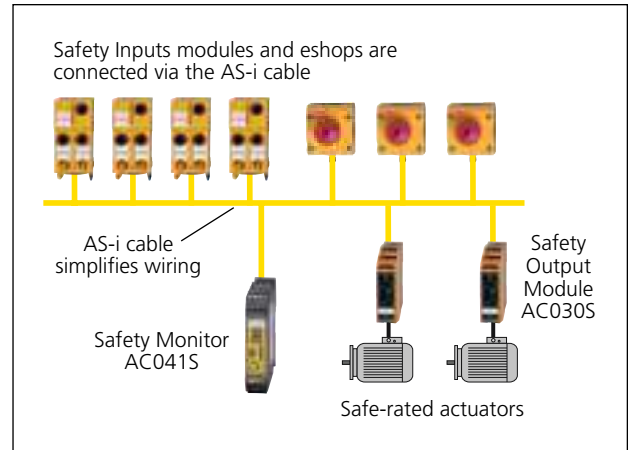 Safety Inputs modules and eshops are
connected via the AS-i cable
AS-i cable
simplifies wiring
Safety Monitor
AC041S
Safety
Output
Module
AC030S
Safe-rated actuators